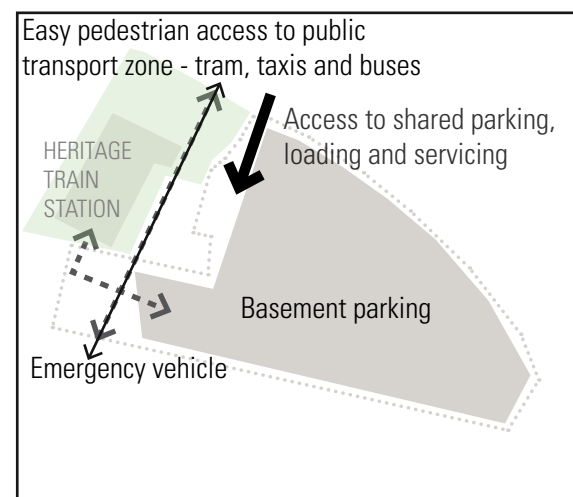 Easy pedestrian access to public
transport zone - tram, taxis and buses
Access to shared parking,
loading and servicing
HERITAGE
TRAIN
STATION
Basement parking
Emergency vehicle